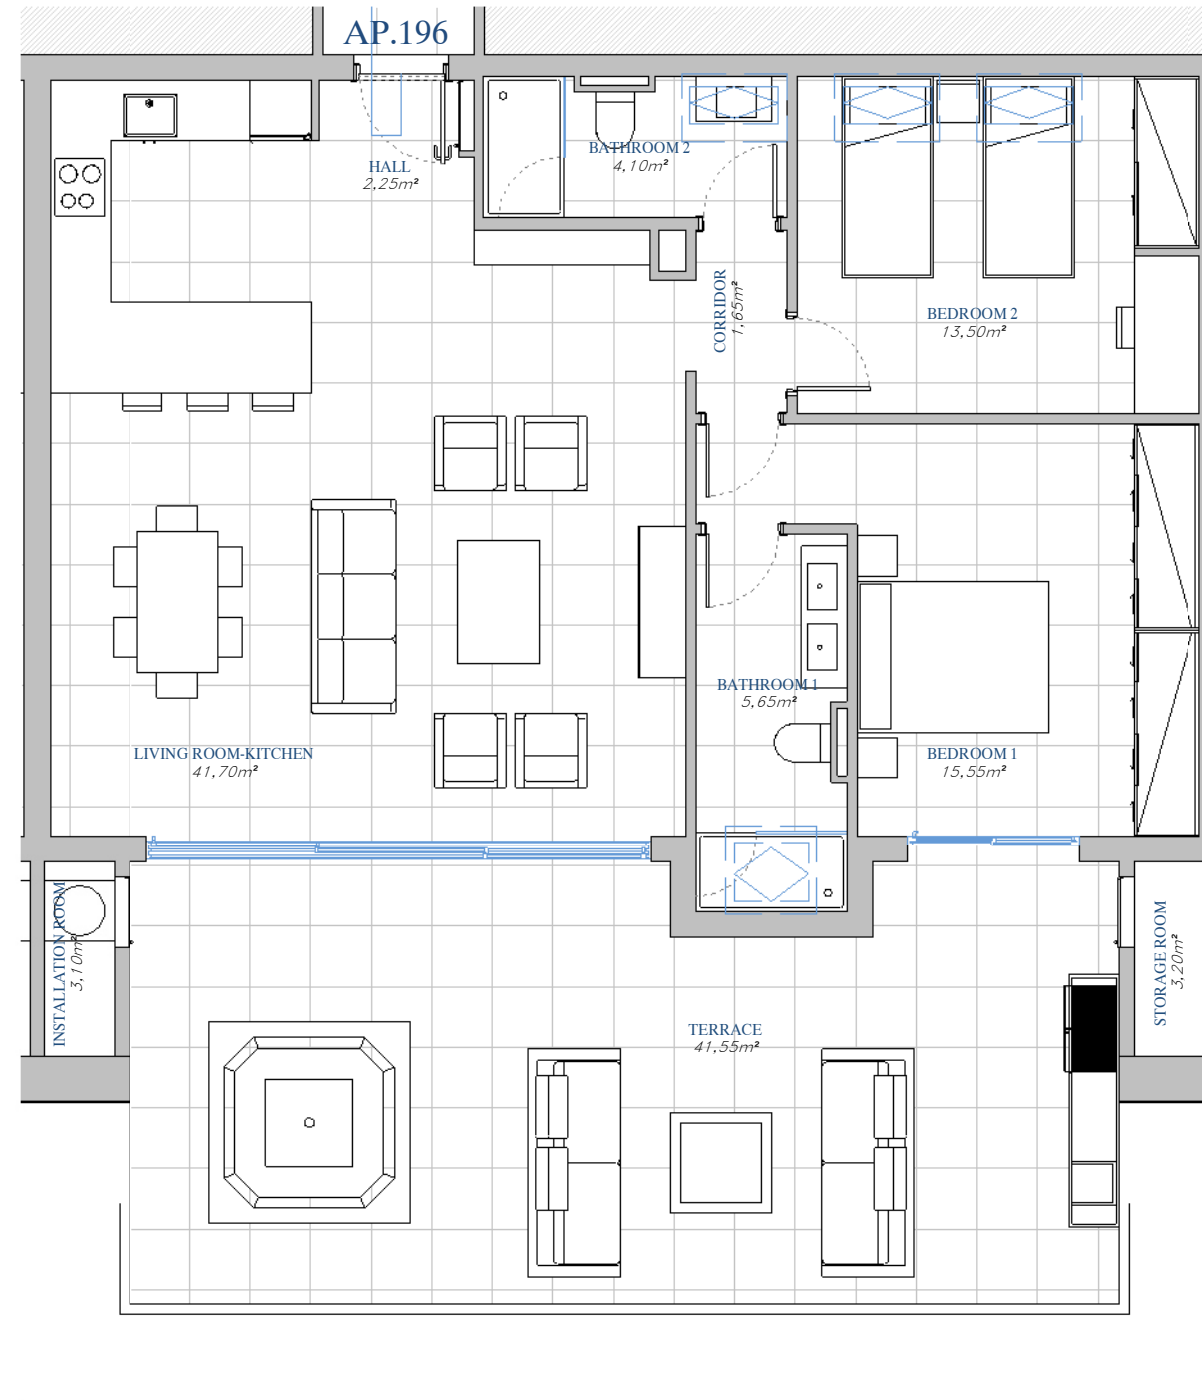 AP.196
HALL
2,25m²
BATHROOM 2
4,10m²
CORRIDOR
1,65m²
BEDROOM 2
13,50m²
BATHROOM 1
5,65m²
LIVING ROOM-KITCHEN
41,70m²
BEDROOM 1
15,55m²
INSTALLATION ROOM
3,10m²
STORAGE ROOM
3,20m²
TERRACE
41,55m²